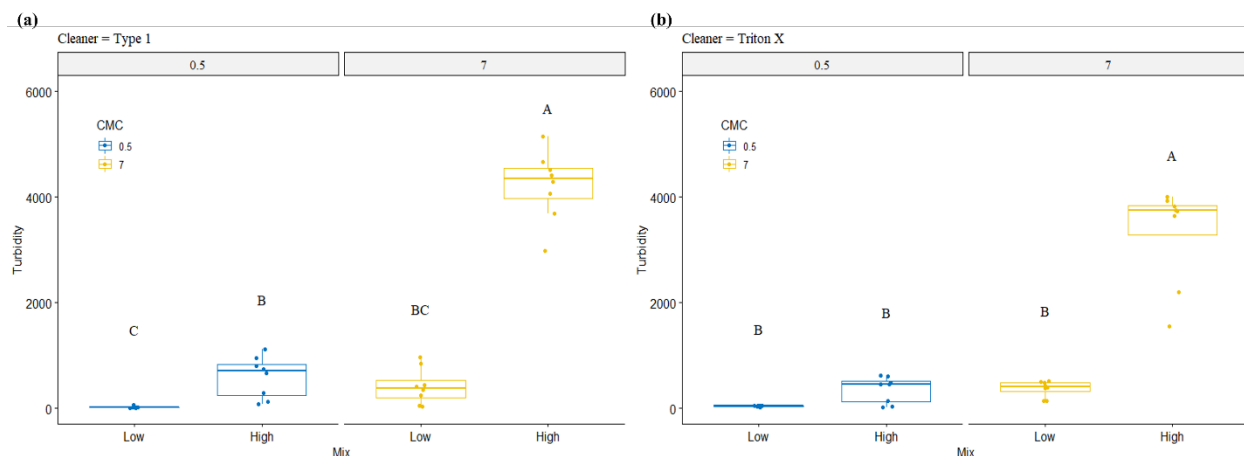 (a)
Cleaner = Type 1
0.5
7
6000
4000
2000
0
Turbidity
CMC
0.5
7
C
B
BC
A
Low
High
Low
High
Mix
(b)
Cleaner = Triton X
0.5
7
6000
4000
2000
0
Turbidity
CMC
0.5
7
B
B
B
A
Low
High
Low
High
Mix